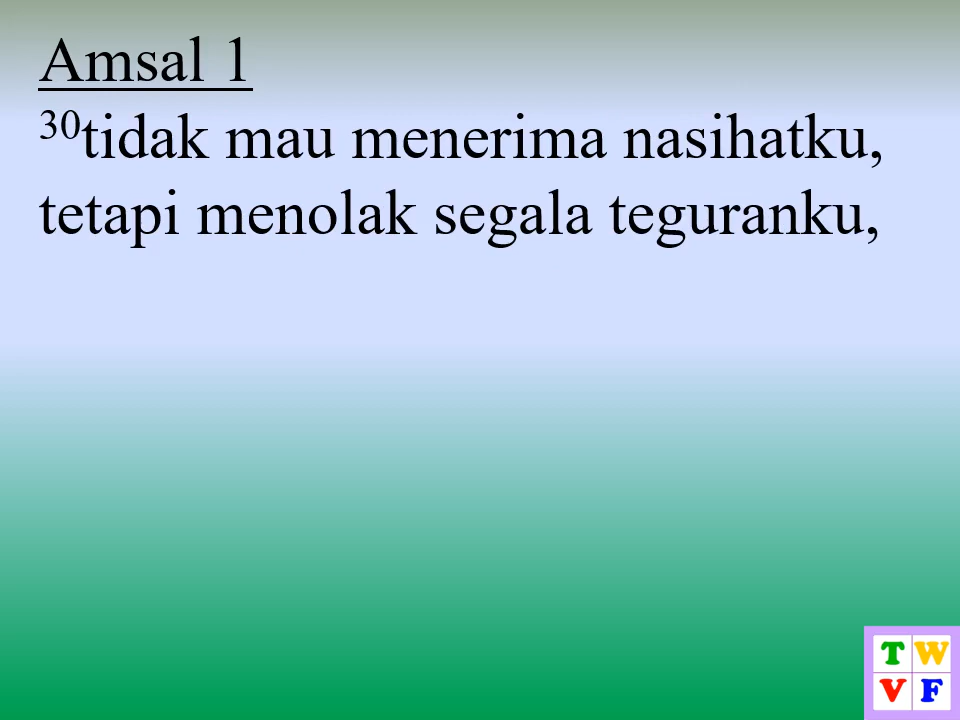 Amsal 1
30tidak mau menerima nasihatku,
tetapi menolak segala teguranku,
T W
V F